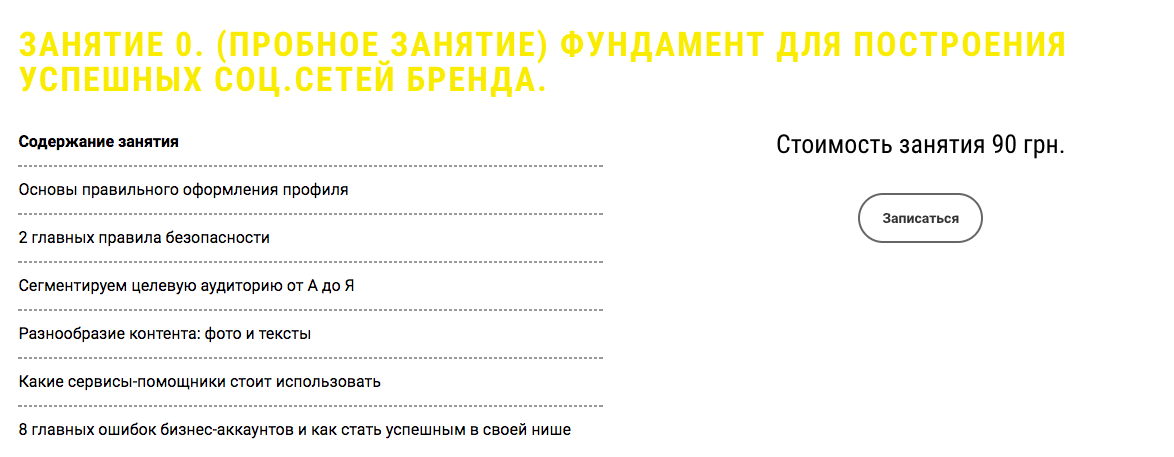 ЗАНЯТИЕ 0. (ПРОБНОЕ ЗАНЯТИЕ) ФУНДАМЕНТ ДЛЯ ПОСТРОЕНИЯ
УСПЕШНЫХ СОЦ.СЕТЕЙ БРЕНДА.
Содержание занятия
Основы правильного оформления профиля
2 главных правила безопасности
Сегментируем целевую аудиторию от А до Я
Разнообразие контента: фото и тексты
Какие сервисы-помощники стоит использовать
8 главных ошибок бизнес-аккаунтов и как стать успешным в своей нише
Стоимость занятия 90 грн.
Записаться